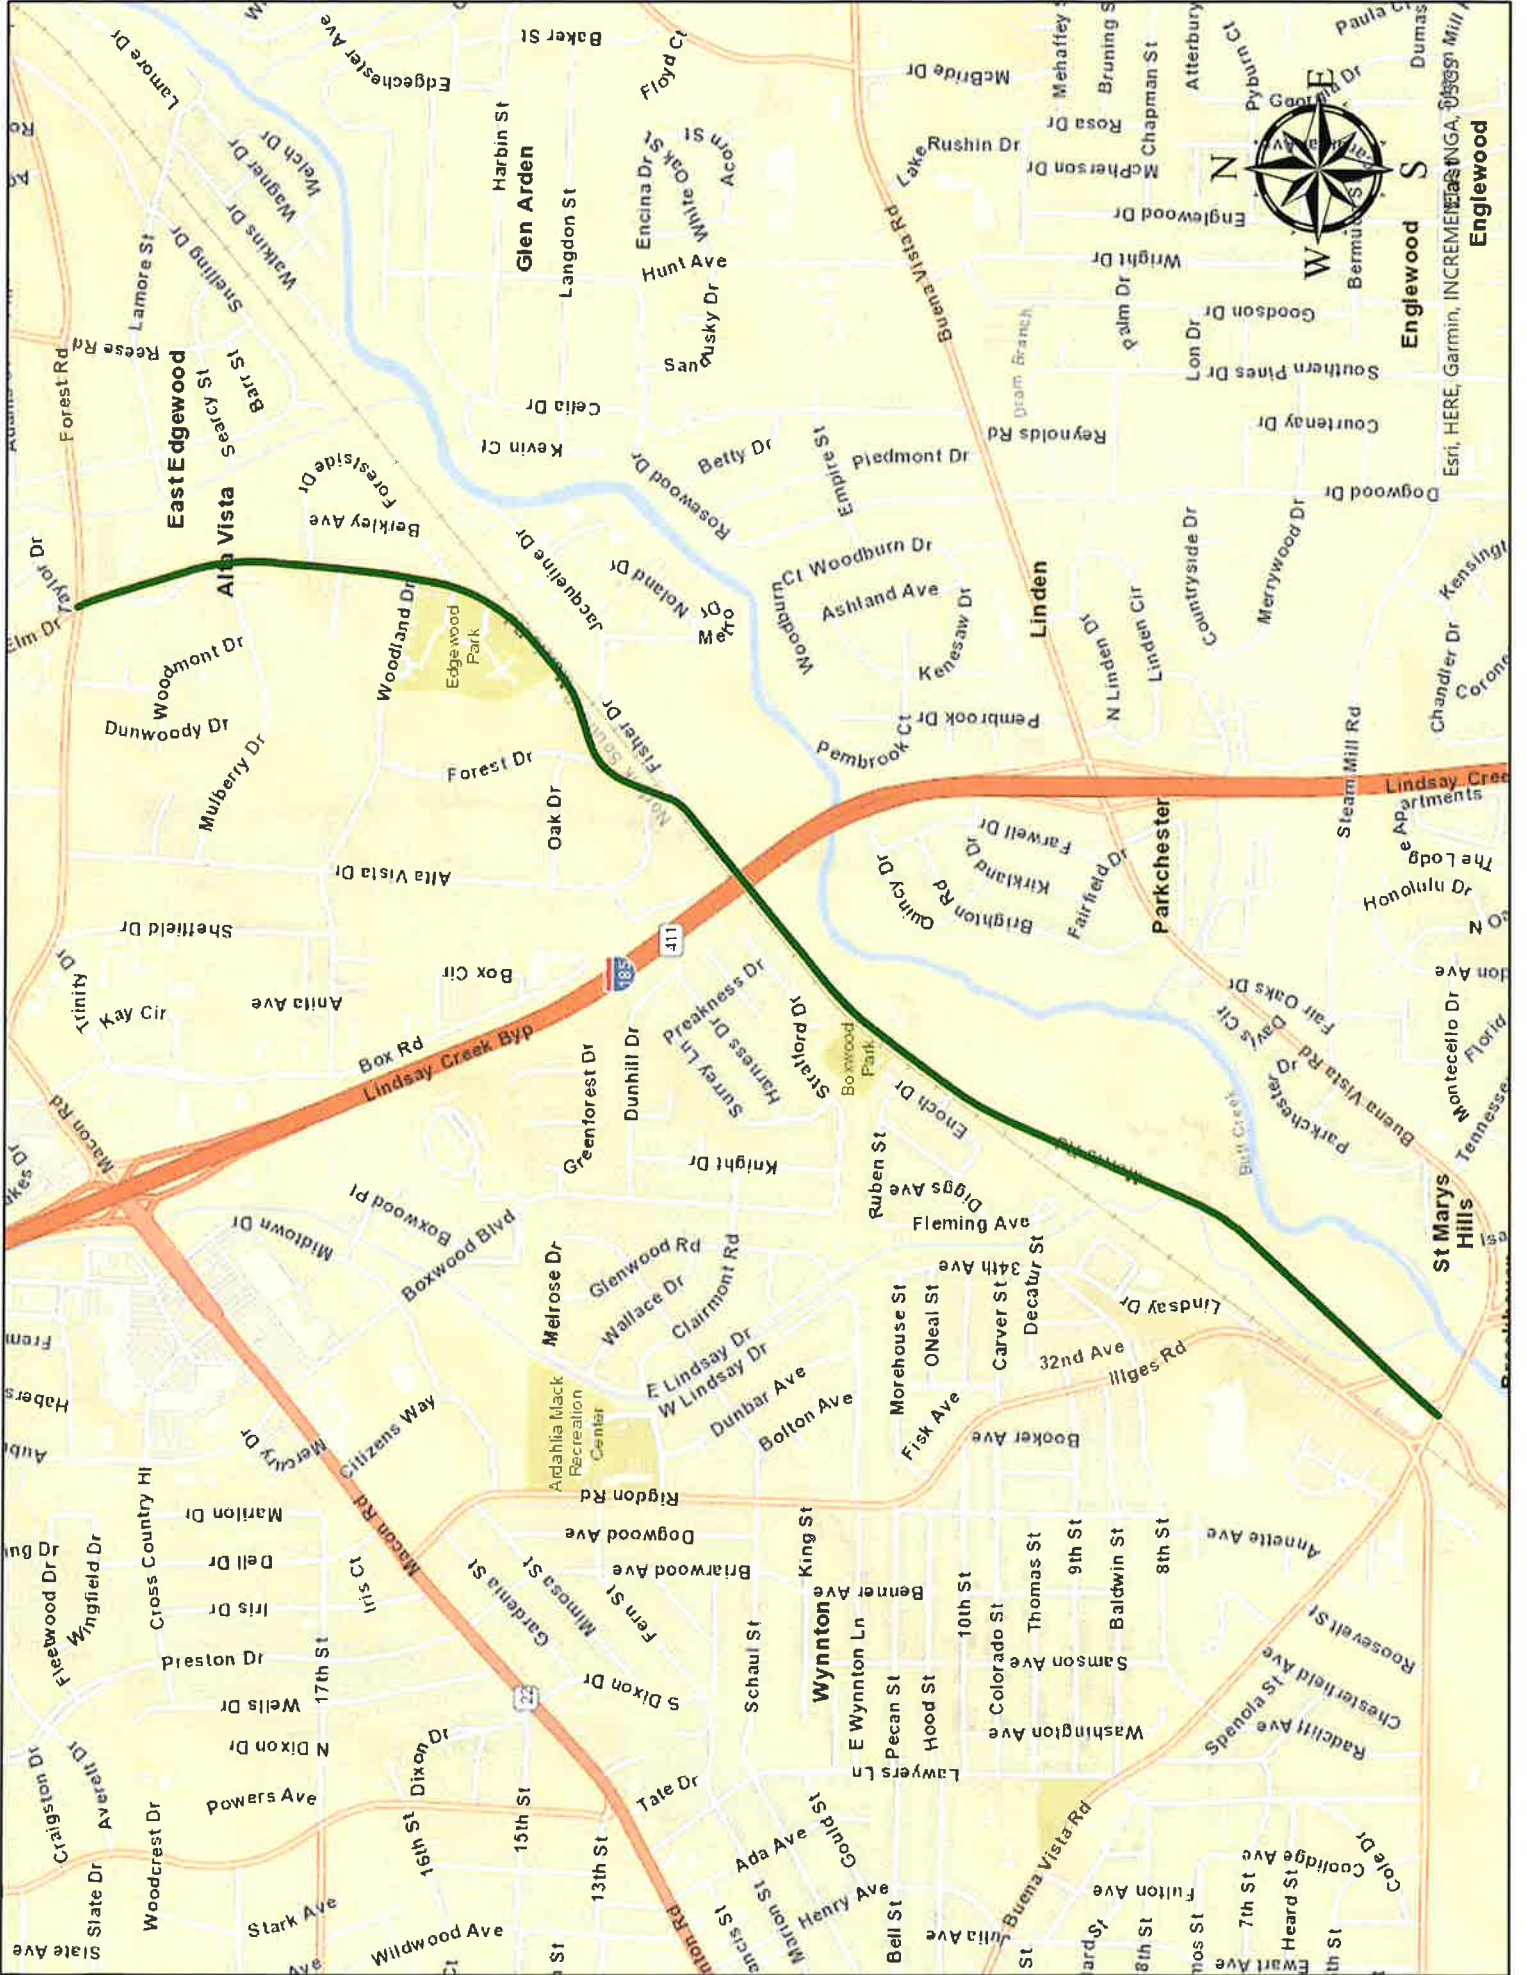 Lamore Dr
Edgechester Ave
Baker St
Floyd Ct
McBride Dr
Chapman St
Atterbury
Pyburn Ct
Dumas
Welch Dr
Wagner Dr
Watkins Dr
Snelling Dr
Lamore St
Harbin St
Glen Arden
Langdon St
Encina Dr
White Oak St
Acorn St
Hunt Ave
Rushin Dr
Lake
Rosa Dr
McPherson Dr
Englewood Dr
Wright Dr
Goodson Dr
Southern Pines Dr
Courtenay Dr
Dogwood Dr
N
E
S
W
Englewood
East
Englewood
Forest Rd
Reese Rd
East Edgewood
Searcy St
Barr St
Alta Vista
Forestside Dr
Berkley Ave
Celia Dr
Kevin Ct
Rosewood Dr
Betty Dr
Empire St
Piedmont Dr
Buena Vista Rd
Dram Branch
Palm Dr
Lon Dr
Reynolds Rd
Taylor Dr
Elm Dr
Woodmont Dr
Dunwoody Dr
Mulberry Dr
Woodland Dr
Edgewood
Park
Forest Dr
Oak Dr
Jacqueline Dr
Noland Dr
Metro
Dr
Fisher Dr
Woodburn Dr
Woodburn Ct
Ashland Ave
Kenesaw Dr
Pembrook Dr
Pembrook Ct
Linden
N Linden Dr
Linden Cir
Countryside Dr
Merrywood Dr
Chandler Dr
Steam Mill Rd
Alta Vista Dr
Sheffield Dr
Trinity Dr
Kay Cir
Anita Ave
Box Cir
Box Rd
Lindsay Creek Byp
185
411
Farwell Dr
Kirkland Dr
Quincy Dr
Brighton Rd
Fairfield Dr
Parkchester
Honolulu Dr
Fair Oaks Dr
Davis Cir
Parkchester Dr
Buena Vista Rd
Montecello Dr
Macon Rd
Greenforest Dr
Dunhill Dr
Preakness Dr
Harness Dr
Surrey Ln
Stratford Dr
Boxwood
Park
Enoch Dr
Knight Dr
Ruben St
Diggs Ave
Fleming Ave
Morris Rd
Bull Creek
St Marys
Hills
Midtown Dr
Boxwood Pl
Boxwood Blvd
Melrose Dr
Glenwood Rd
Wallace Dr
Clairmont Rd
E Lindsay Dr
W Lindsay Dr
Dunbar Ave
Bolton Ave
Morehouse St
ONeal St
34th Ave
Carver St
Decatur St
Lindsay Dr
32nd Ave
Illges Rd
Fisk Ave
Booker Ave
Ardahlia Mack
Recreation
Center
Rigdon Rd
Mercury Dr
Citizens Way
Macon Rd
Cross Country Hl
Marilon Dr
Dell Dr
Iris Dr
Iris Ct
Fleetwood Dr
Wingfield Dr
Preston Dr
Wells Dr
17th St
N Dixon Dr
Gardenia St
Mimosa St
Fern St
Dogwood Ave
Briarwood Ave
S Dixon Dr
Schaul St
King St
Benner Ave
Wynnton
E Wynnton Ln
Pecan St
Hood St
10th St
Colorado St
Thomas St
9th St
Baldwin St
8th St
Samson Ave
Washington Ave
Lawyers Ln
Annette Ave
Roosevelt St
Chesterfield Ave
Spenola St
Radcliff Ave
22
Craigston Dr
Averett Dr
Powers Ave
Dixon Dr
16th St
15th St
13th St
Tate Dr
Ada Ave
Gould St
Marion St
Henry Ave
Bell St
Julia Ave
Buena Vista Rd
Fulton Ave
7th St
Heard St
Coolidge Ave
Cole Dr
Ewart Ave
8th St
Slate Dr
Slate Ave
Woodcrest Dr
Stark Ave
Wildwood Ave